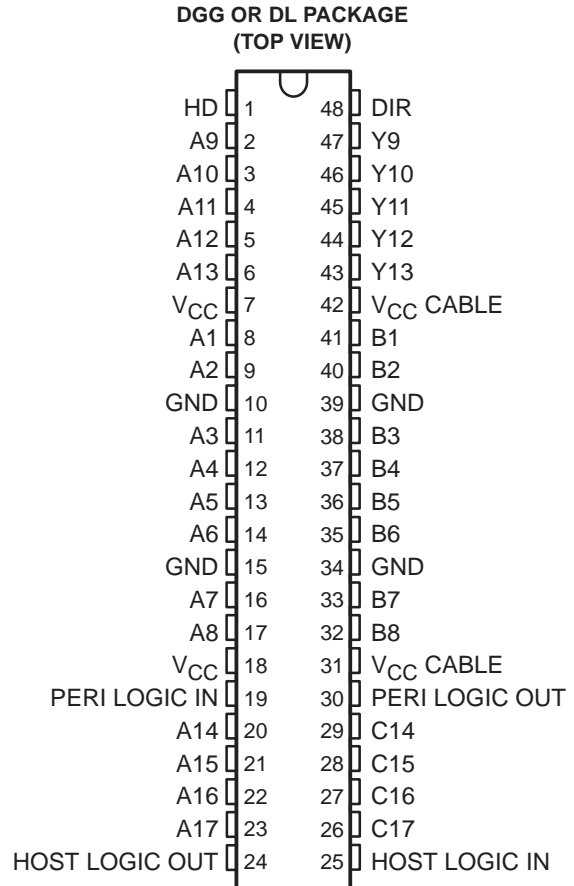 DGG OR DL PACKAGE
(TOP VIEW)
HD 1 48 DIR
A9 2 47 Y9
A10 3 46 Y10
A11 4 45 Y11
A12 5 44 Y12
A13 6 43 Y13
VCC 7 42 VCC CABLE
A1 8 41 B1
A2 9 40 B2
GND 10 39 GND
A3 11 38 B3
A4 12 37 B4
A5 13 36 B5
A6 14 35 B6
GND 15 34 GND
A7 16 33 B7
A8 17 32 B8
VCC 18 31 VCC CABLE
PERI LOGIC IN 19 30 PERI LOGIC OUT
A14 20 29 C14
A15 21 28 C15
A16 22 27 C16
A17 23 26 C17
HOST LOGIC OUT 24 25 HOST LOGIC IN